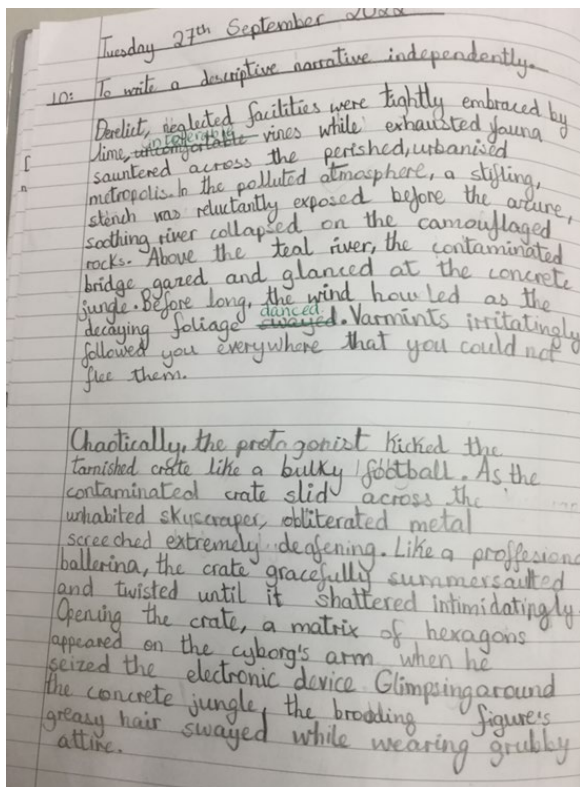 Tuesday 27th September 2022
LO: To write a descriptive narrative independently.
Derelict, neglected facilities were tightly embraced by
lime, uncomfortable vines while exhausted fauna
sauntered across the perished, urbanised
metropolis. In the polluted atmosphere, a stifling,
stench was reluctantly exposed before the azure,
soothing river collapsed on the camouflaged
rocks. Above the teal river, the contaminated
bridge gazed and glanced at the concrete
jungle. Before long, the wind howled as the
danced
decaying foliage swayed. Varmints irritatingly
followed you everywhere that you could not
flee them.
Chaotically, the protagonist kicked the
tarnished crate like a bulky football. As the
contaminated crate slid across the
unhabited skyscraper, obliterated metal
screeched extremely deafening. Like a proffesional
ballerina, the crate gracefully summersaulted
and twisted until it shattered intimidatingly.
Opening the crate, a matrix of hexagons
appeared on the cyborg's arm when he
seized the electronic device. Glimpsing around
the concrete jungle, the brodding figure's
greasy hair swayed while wearing grubby
attire.